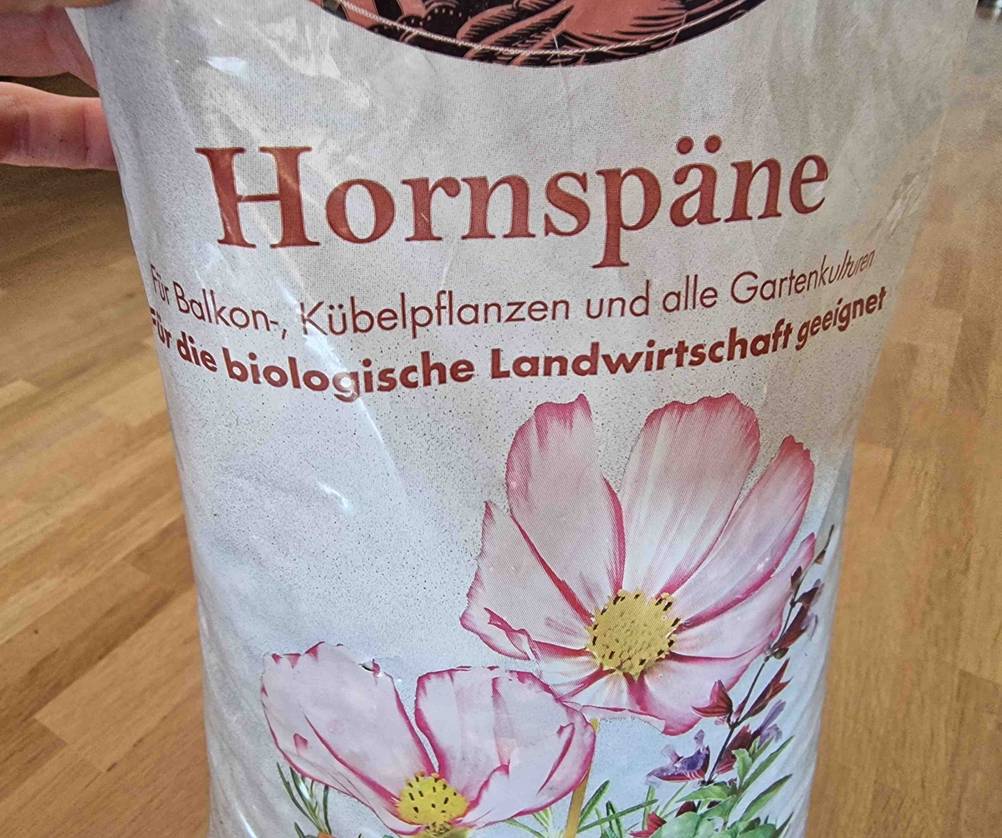 Hornspäne
Für Balkon-, Kübelpflanzen und alle Gartenkulturen
Für die biologische Landwirtschaft geeignet